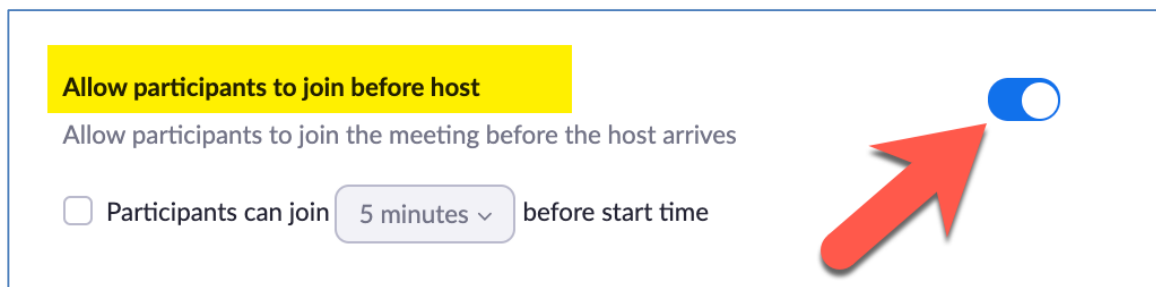 Allow participants to join before host
Allow participants to join the meeting before the host arrives
Participants can join 5 minutes before start time